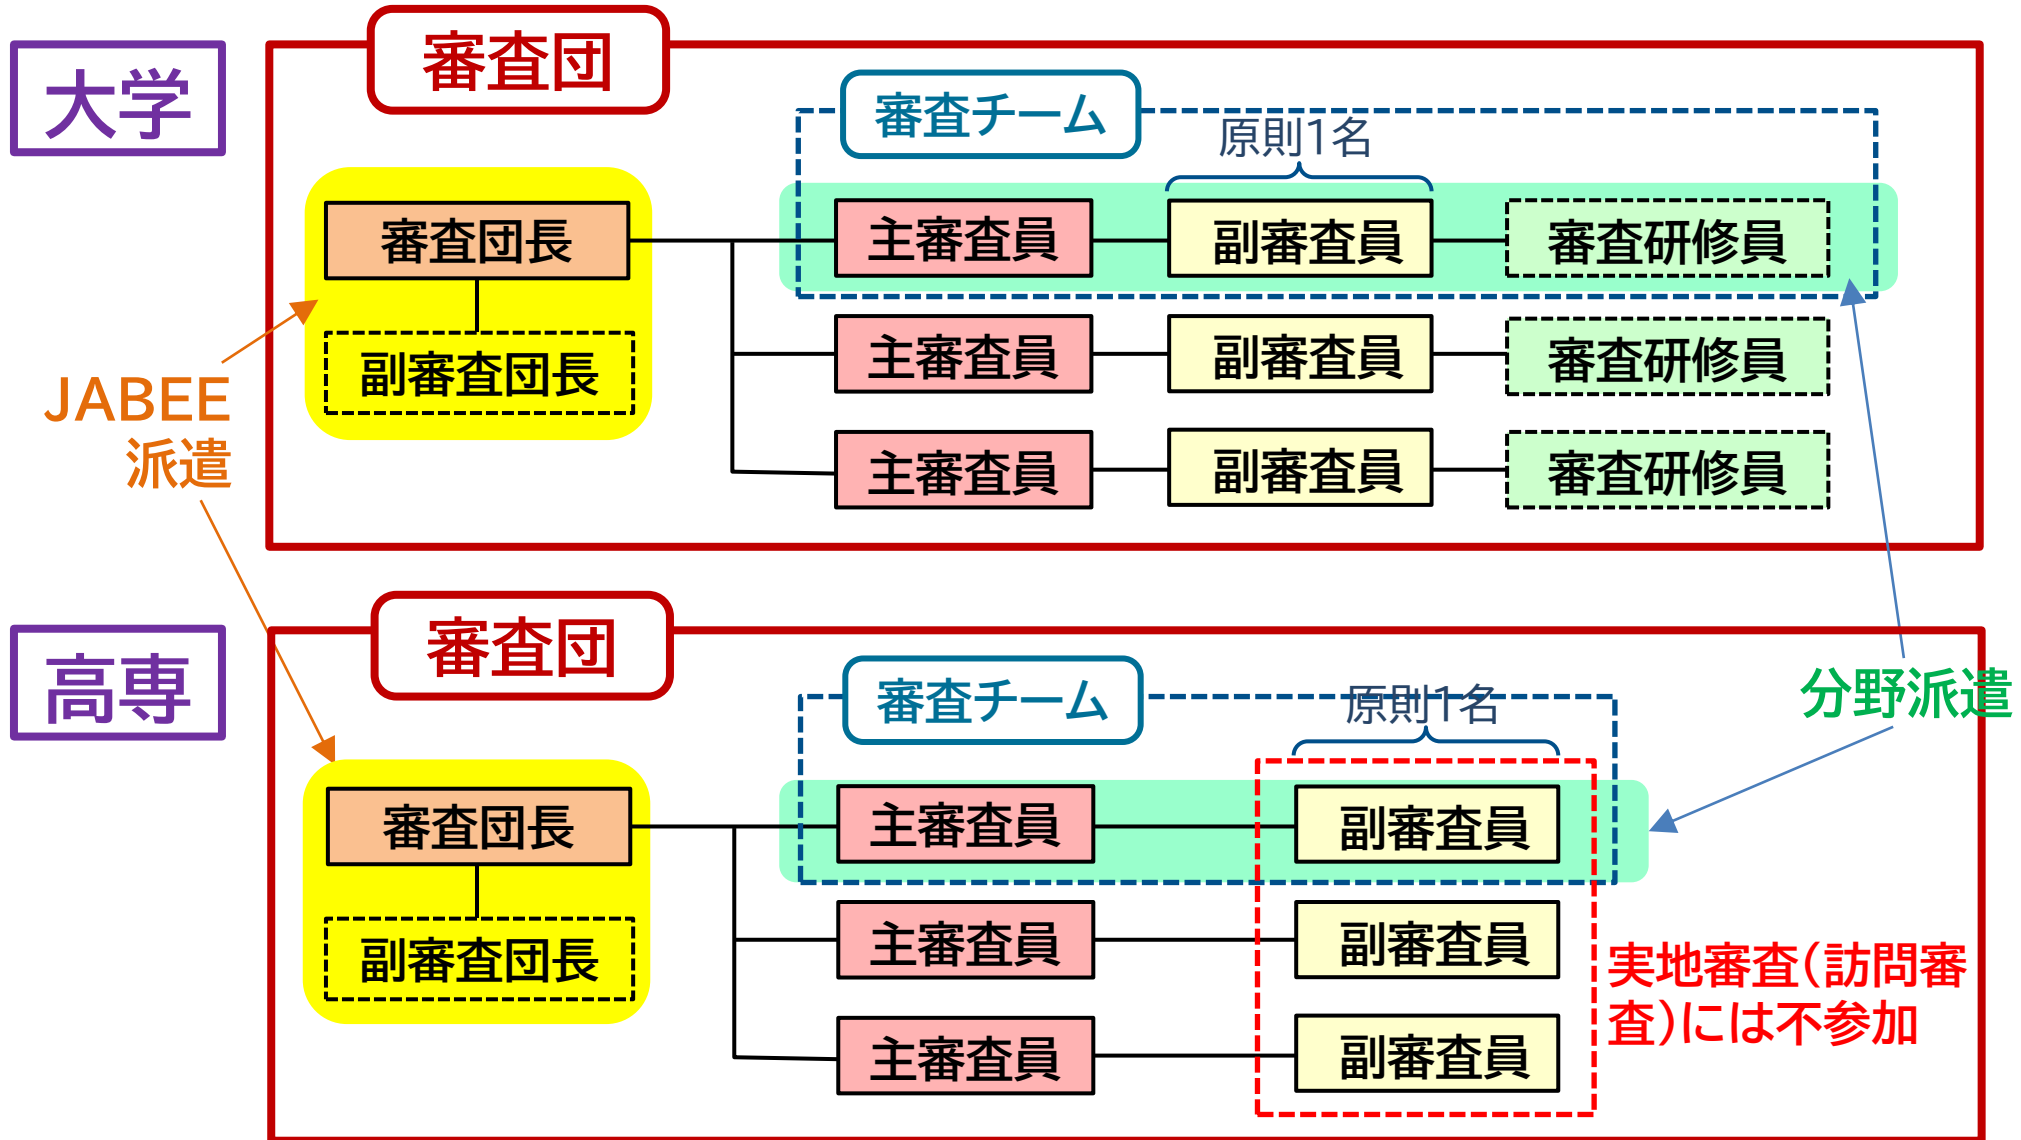 大学
審査団
審査チーム
原則1名
審査団長
主審査員
副審査員
審査研修員
副審査団長
主審査員
副審査員
審査研修員
JABEE
派遣
主審査員
副審査員
審査研修員
高専
審査団
審査チーム
原則1名
分野派遣
審査団長
主審査員
副審査員
副審査団長
主審査員
副審査員
実地審査(訪問審
査)には不参加
主審査員
副審査員